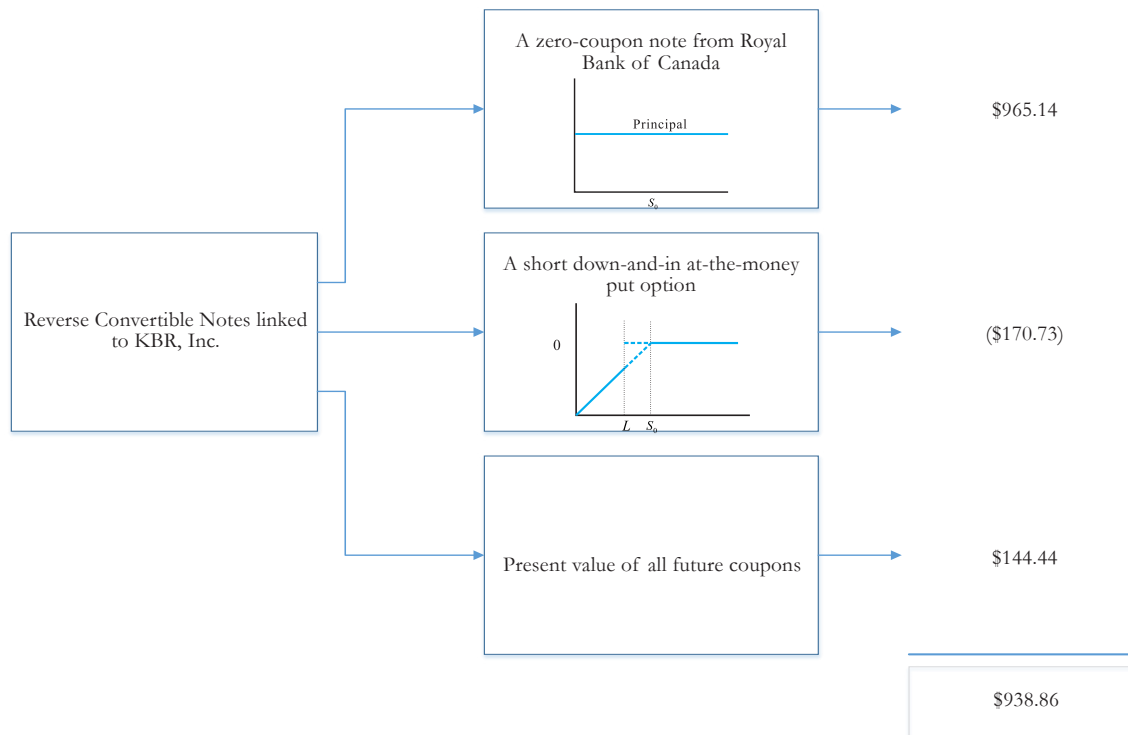 A zero-coupon note from Royal
Bank of Canada
Principal
S₀
$965.14
Reverse Convertible Notes linked
to KBR, Inc.
A short down-and-in at-the-money
put option
0
L
S₀
($170.73)
Present value of all future coupons
$144.44
$938.86